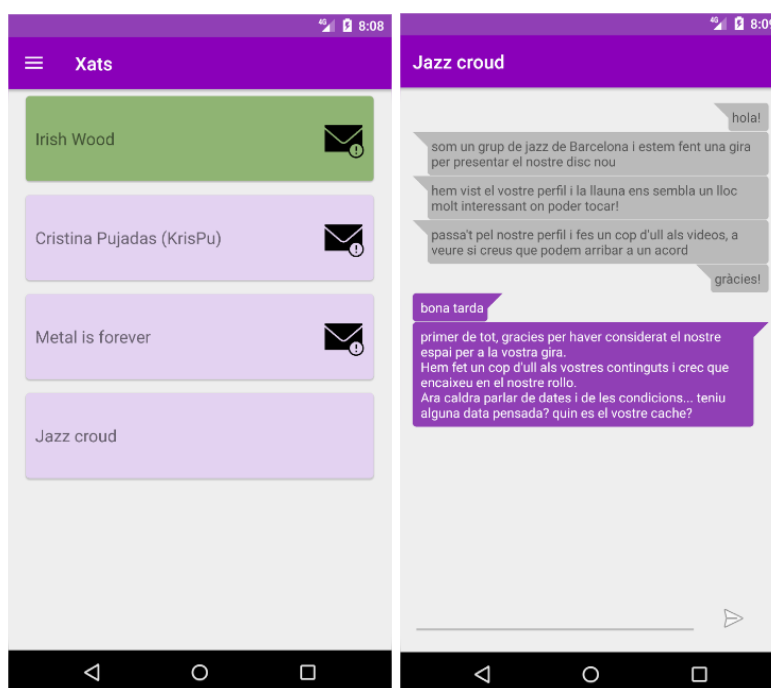 4G 8:08
Xats
Irish Wood
Cristina Pujadas (KrisPu)
Metal is forever
Jazz croud
4G 8:09
Jazz croud
hola!
som un grup de jazz de Barcelona i estem fent una gira
per presentar el nostre disc nou
hem vist el vostre perfil i la llauna ens sembla un lloc
molt interessant on poder tocar!
passa't pel nostre perfil i fes un cop d'ull als videos, a
veure si creus que podem arribar a un acord
gràcies!
bona tarda
primer de tot, gracies per haver considerat el nostre
espai per a la vostra gira.
Hem fet un cop d'ull als vostres continguts i crec que
encaixeu en el nostre rollo.
Ara caldra parlar de dates i de les condicions... teniu
alguna data pensada? quin es el vostre cache?